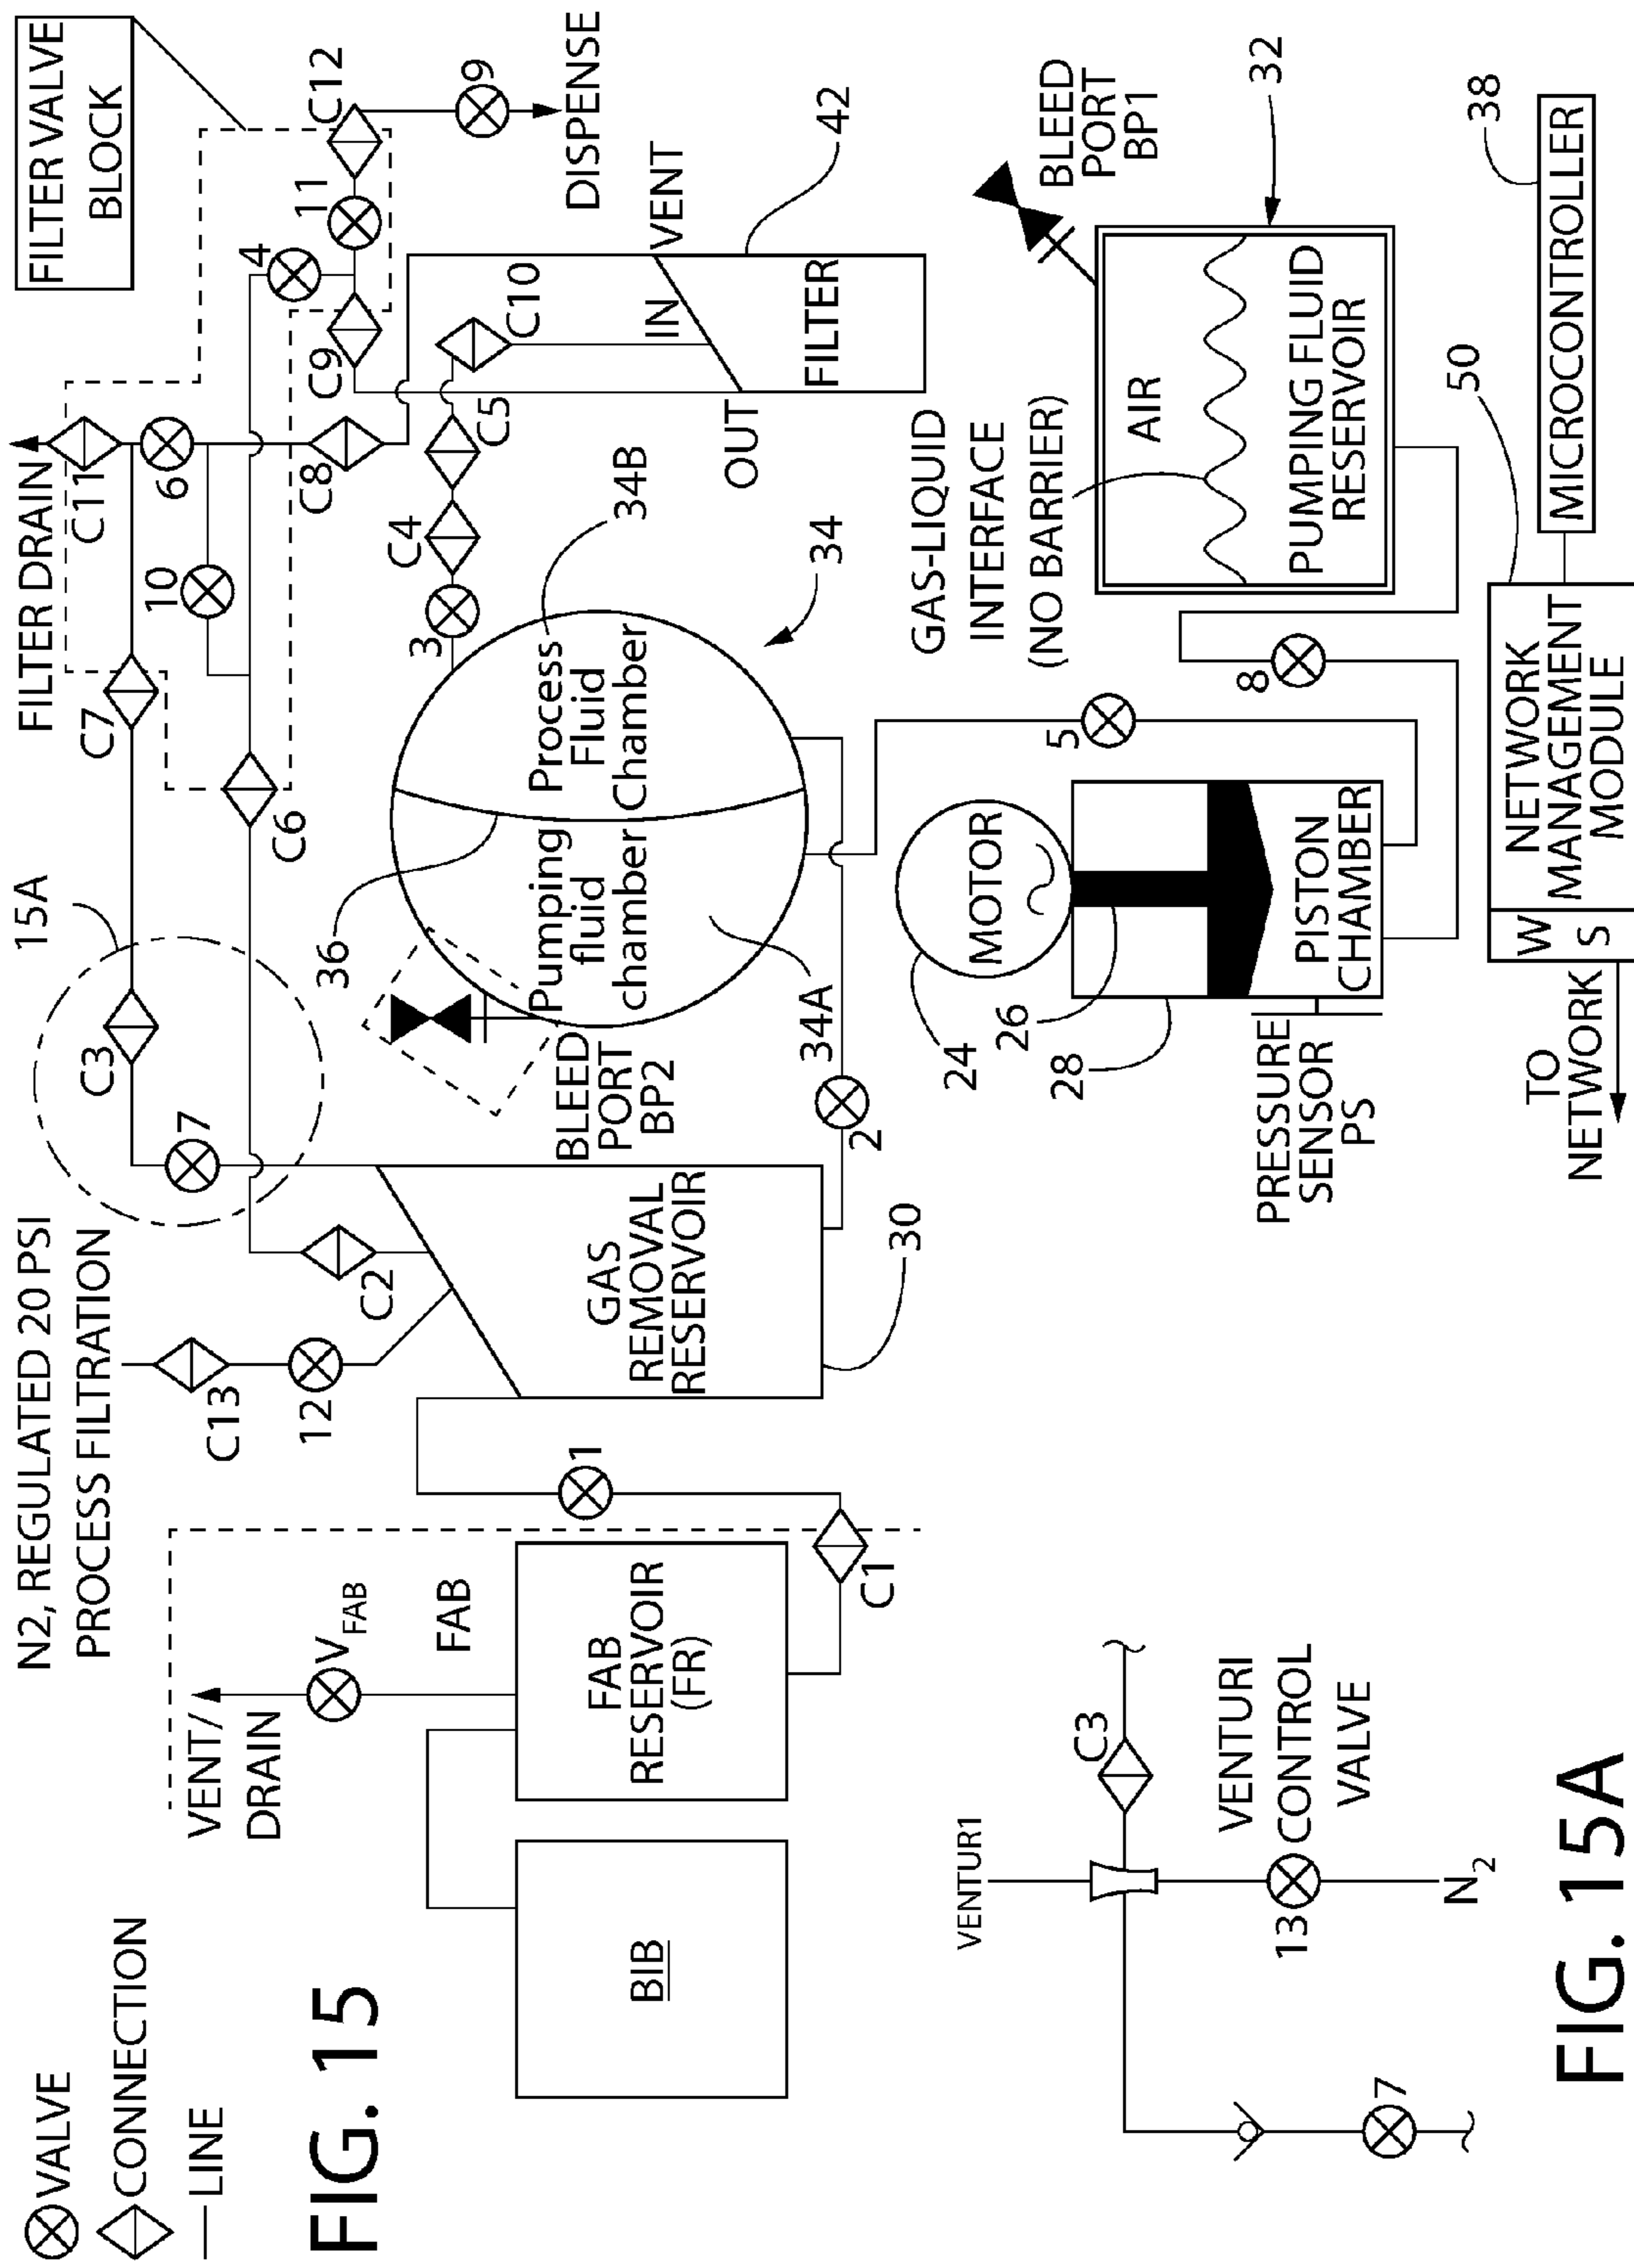 VALVE
CONNECTION
LINE
FIG. 15
N2, REGULATED 20 PSI
PROCESS FILTRATION
15A
FILTER DRAIN
FILTER VALVE
BLOCK
C13
12
C2
7
C3
C7
C6
C11
6
10
C8
4
C9
11
C12
9
DISPENSE
VENT/
DRAIN
V FAB
FAB
BIB
FAB
RESERVOIR
(FR)
C1
1
GAS
REMOVAL
RESERVOIR
30
BLEED
PORT
BP2
36
Pumping
fluid
chamber
Process
Fluid
Chamber
34A
34B
34
2
3
C4
C5
C10
IN
VENT
OUT
FILTER
42
GAS-LIQUID
INTERFACE
(NO BARRIER)
BLEED
PORT
BP1
AIR
PUMPING FLUID
RESERVOIR
32
5
8
MOTOR
24
26
28
PISTON
CHAMBER
PRESSURE
SENSOR
PS
TO
NETWORK
W
S
NETWORK
MANAGEMENT
MODULE
50
MICROCONTROLLER
38
VENTUR1
C3
VENTURI
CONTROL
VALVE
13
N2
7
FIG. 15A